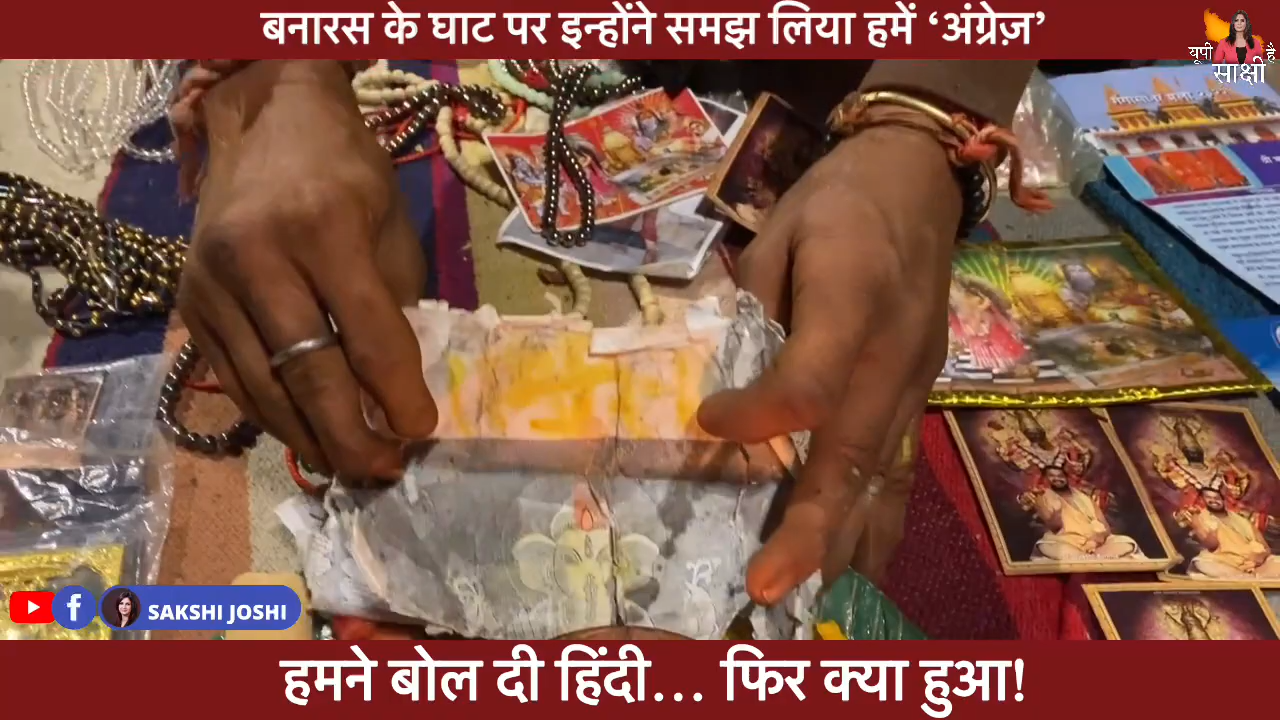 बनारस के घाट पर इन्होंने समझ लिया हमें ‘अंग्रेज़’
यूपी है
साक्षी
SAKSHI JOSHI
हमने बोल दी हिंदी... फिर क्या हुआ!